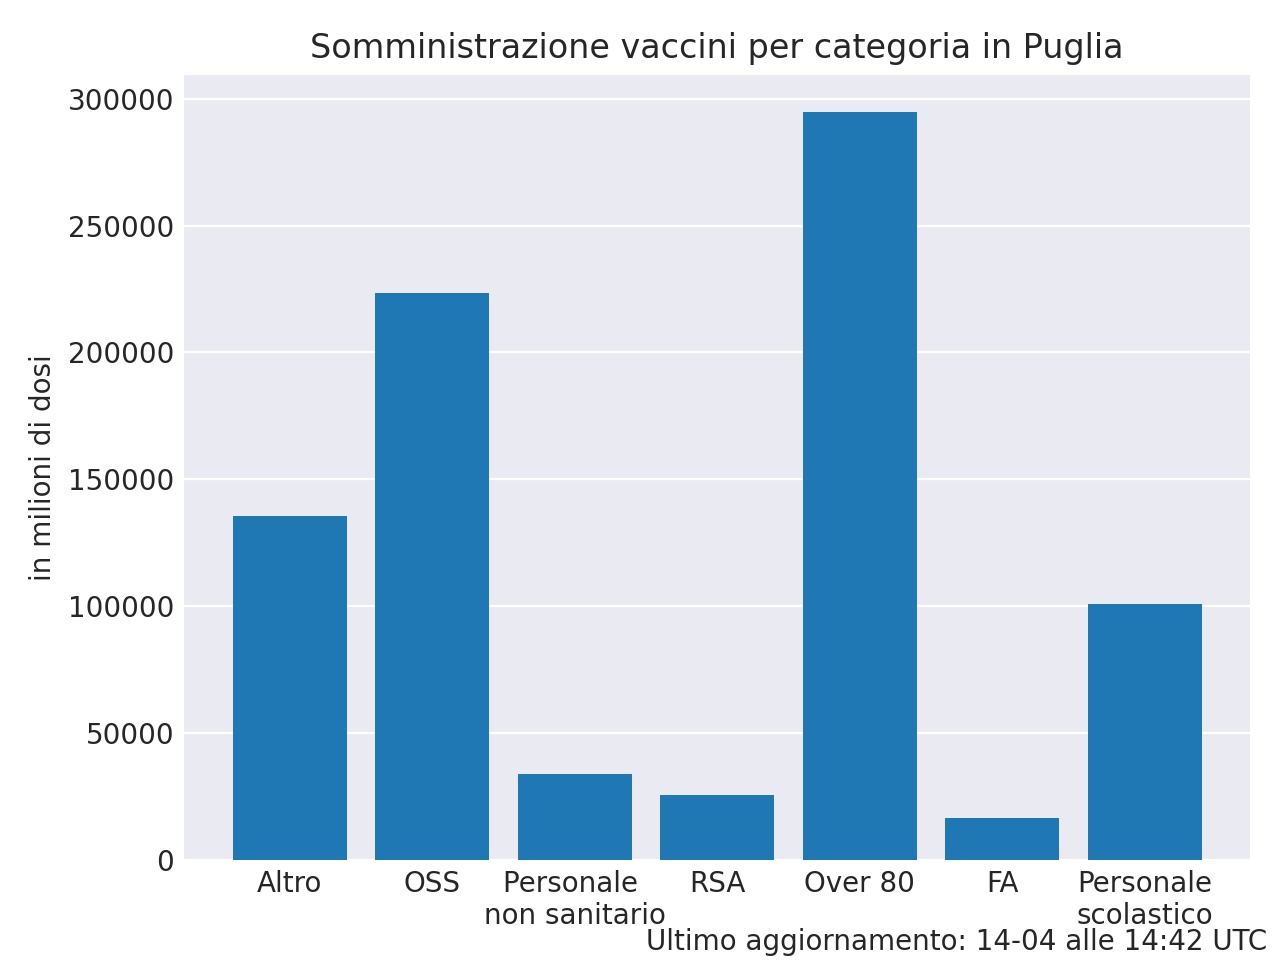 Somministrazione vaccini per categoria in Puglia
in milioni di dosi
300000
250000
200000
150000
100000
50000
0
Altro
OSS
Personale
non sanitario
RSA
Over 80
FA
Personale
scolastico
Ultimo aggiornamento: 14-04 alle 14:42 UTC